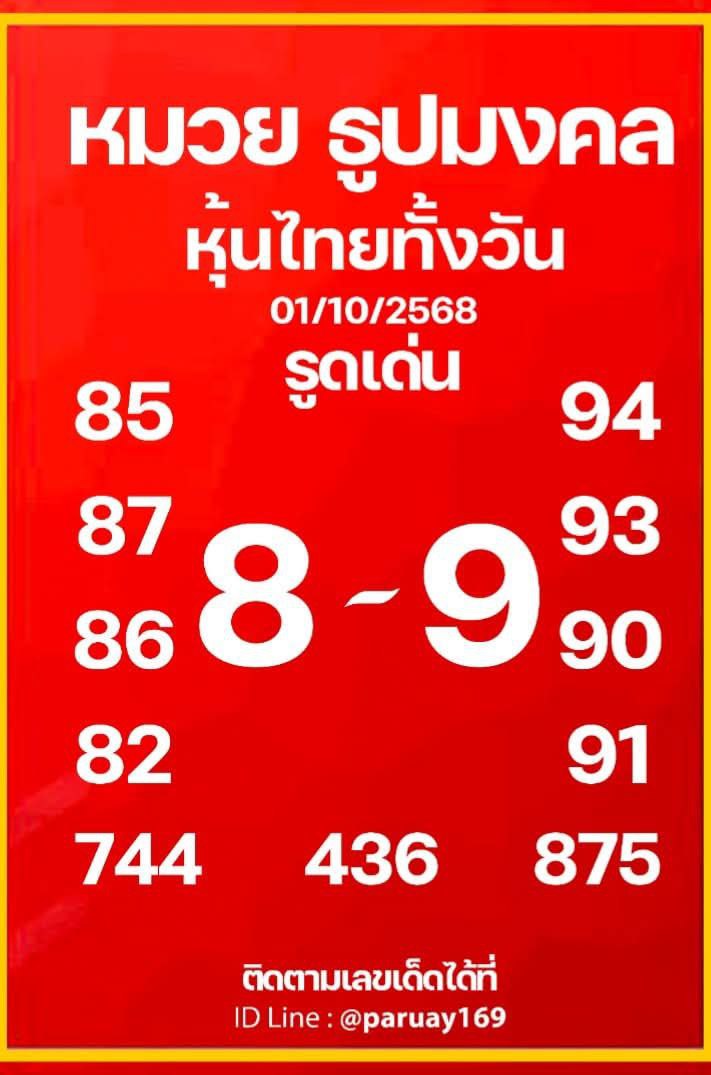 หมวย ธูปมงคล
หุ้นไทยทั้งวัน
01/10/2568
รูดเด่น
85 94
87 93
8 - 9
86 90
82 91
744 436 875
ติดตามเลขเด็ดได้ที่
ID Line : @paruay169